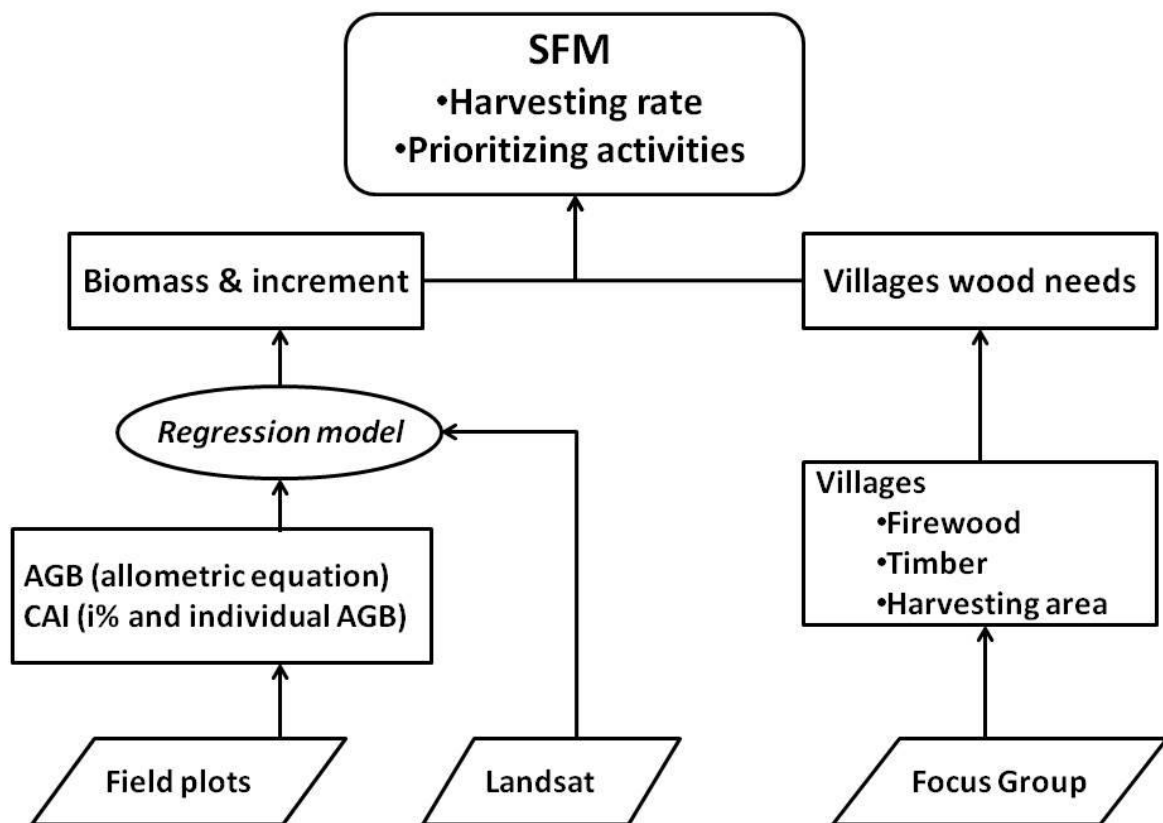 SFM
•Harvesting rate
•Prioritizing activities
Biomass & increment
Villages wood needs
Regression model
Villages
•Firewood
•Timber
•Harvesting area
AGB (allometric equation)
CAI (i% and individual AGB)
Field plots
Landsat
Focus Group